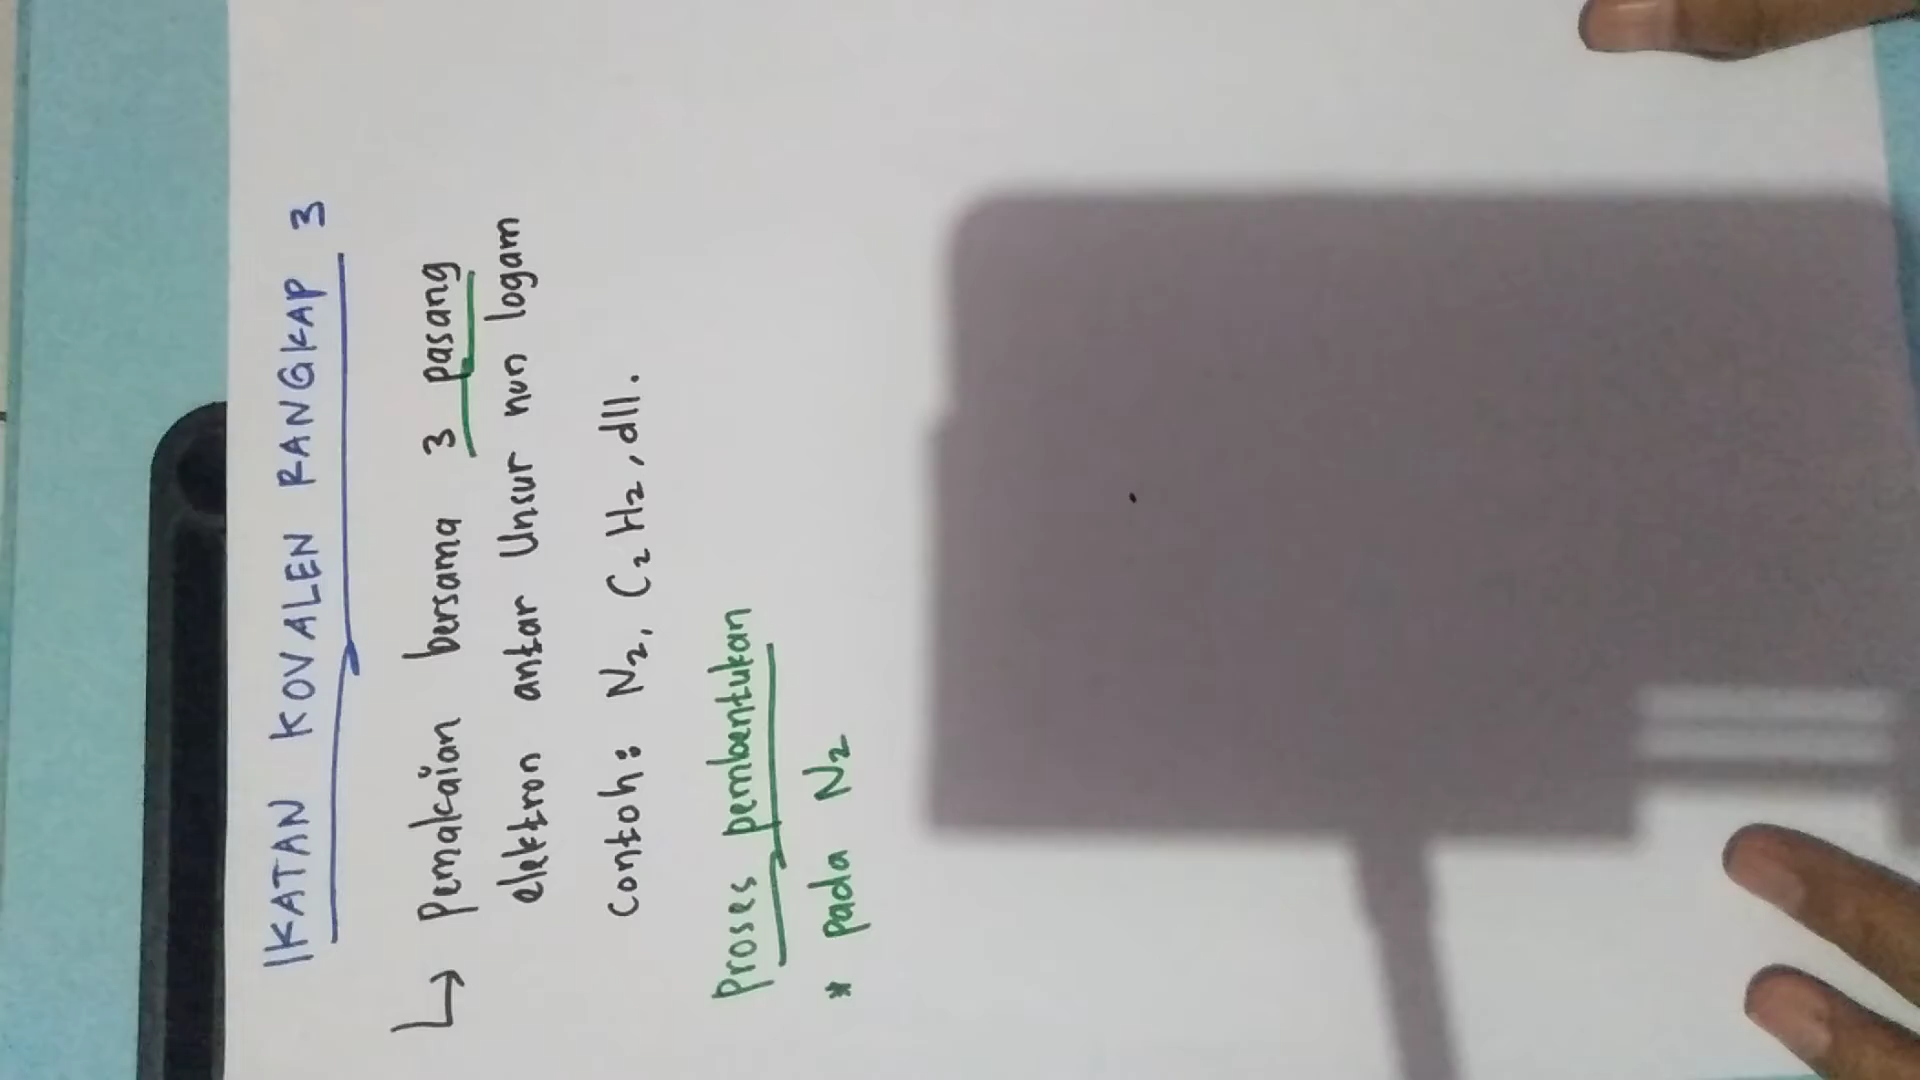 IKATAN KOVALEN RANGKAP 3
↳ Pemakaian bersama 3 pasang
elektron antar Unsur non logam
contoh: N₂, C₂H₂, dll.
Proses pembentukan
* pada N₂